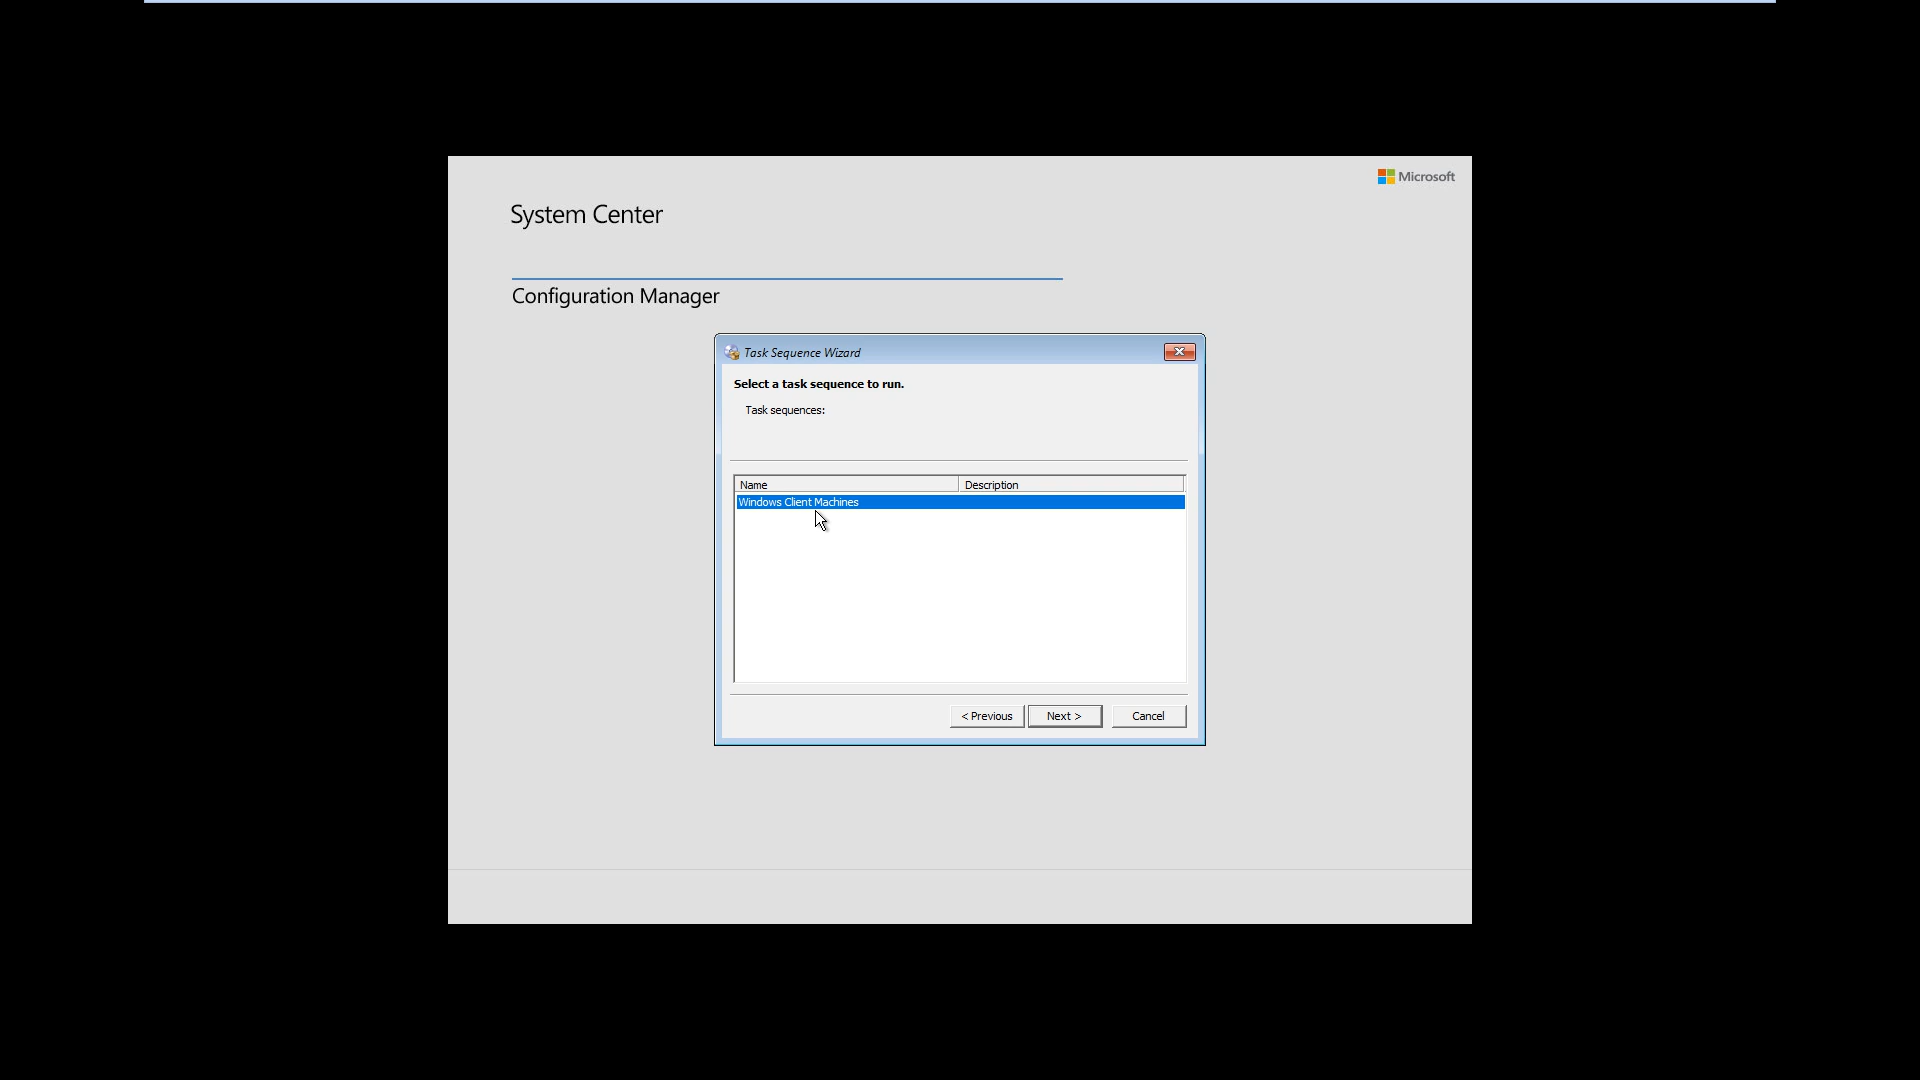 Microsoft
System Center
Configuration Manager
Task Sequence Wizard
Select a task sequence to run.
Task sequences:
Name Description
Windows Client Machines
< Previous Next > Cancel